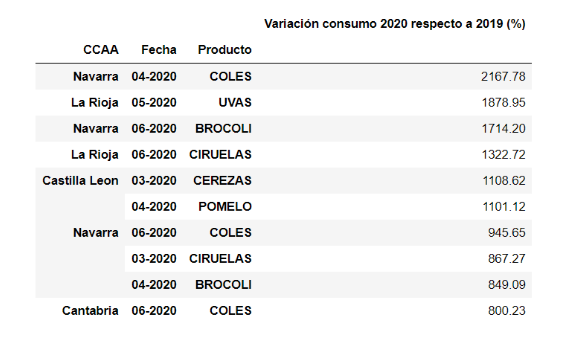 Variación consumo 2020 respecto a 2019 (%)
CCAA Fecha Producto
Navarra 04-2020 COLES 2167.78
La Rioja 05-2020 UVAS 1878.95
Navarra 06-2020 BROCOLI 1714.20
La Rioja 06-2020 CIRUELAS 1322.72
Castilla Leon 03-2020 CEREZAS 1108.62
04-2020 POMELO 1101.12
Navarra 06-2020 COLES 945.65
03-2020 CIRUELAS 867.27
04-2020 BROCOLI 849.09
Cantabria 06-2020 COLES 800.23